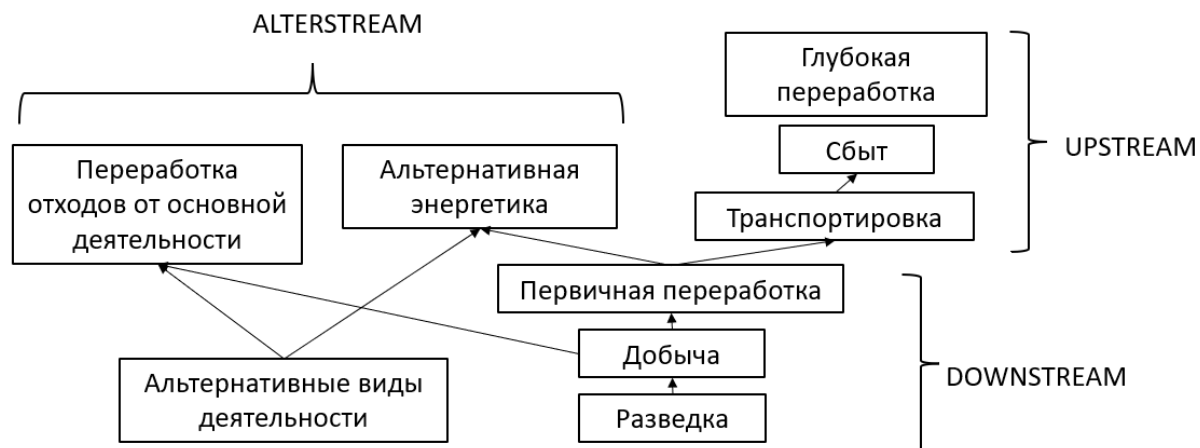 ALTERSTREAM
Глубокая
переработка
Сбыт
UPSTREAM
Переработка
отходов от основной
деятельности
Альтернативная
энергетика
Транспортировка
Первичная переработка
Добыча
DOWNSTREAM
Альтернативные виды
деятельности
Разведка